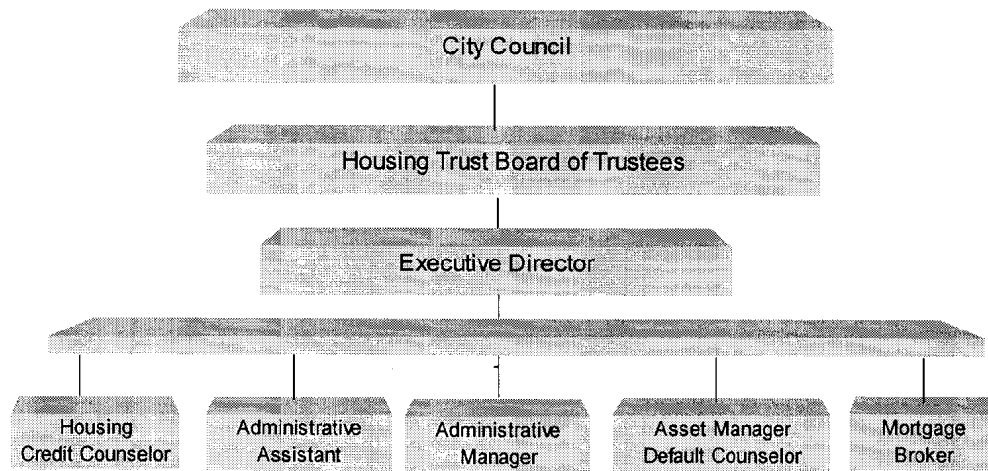 City Council
Housing Trust Board of Trustees
Executive Director
Housing
Credit Counselor
Administrative
Assistant
Administrative
Manager
Asset Manager
Default Counselor
Mortgage
Broker